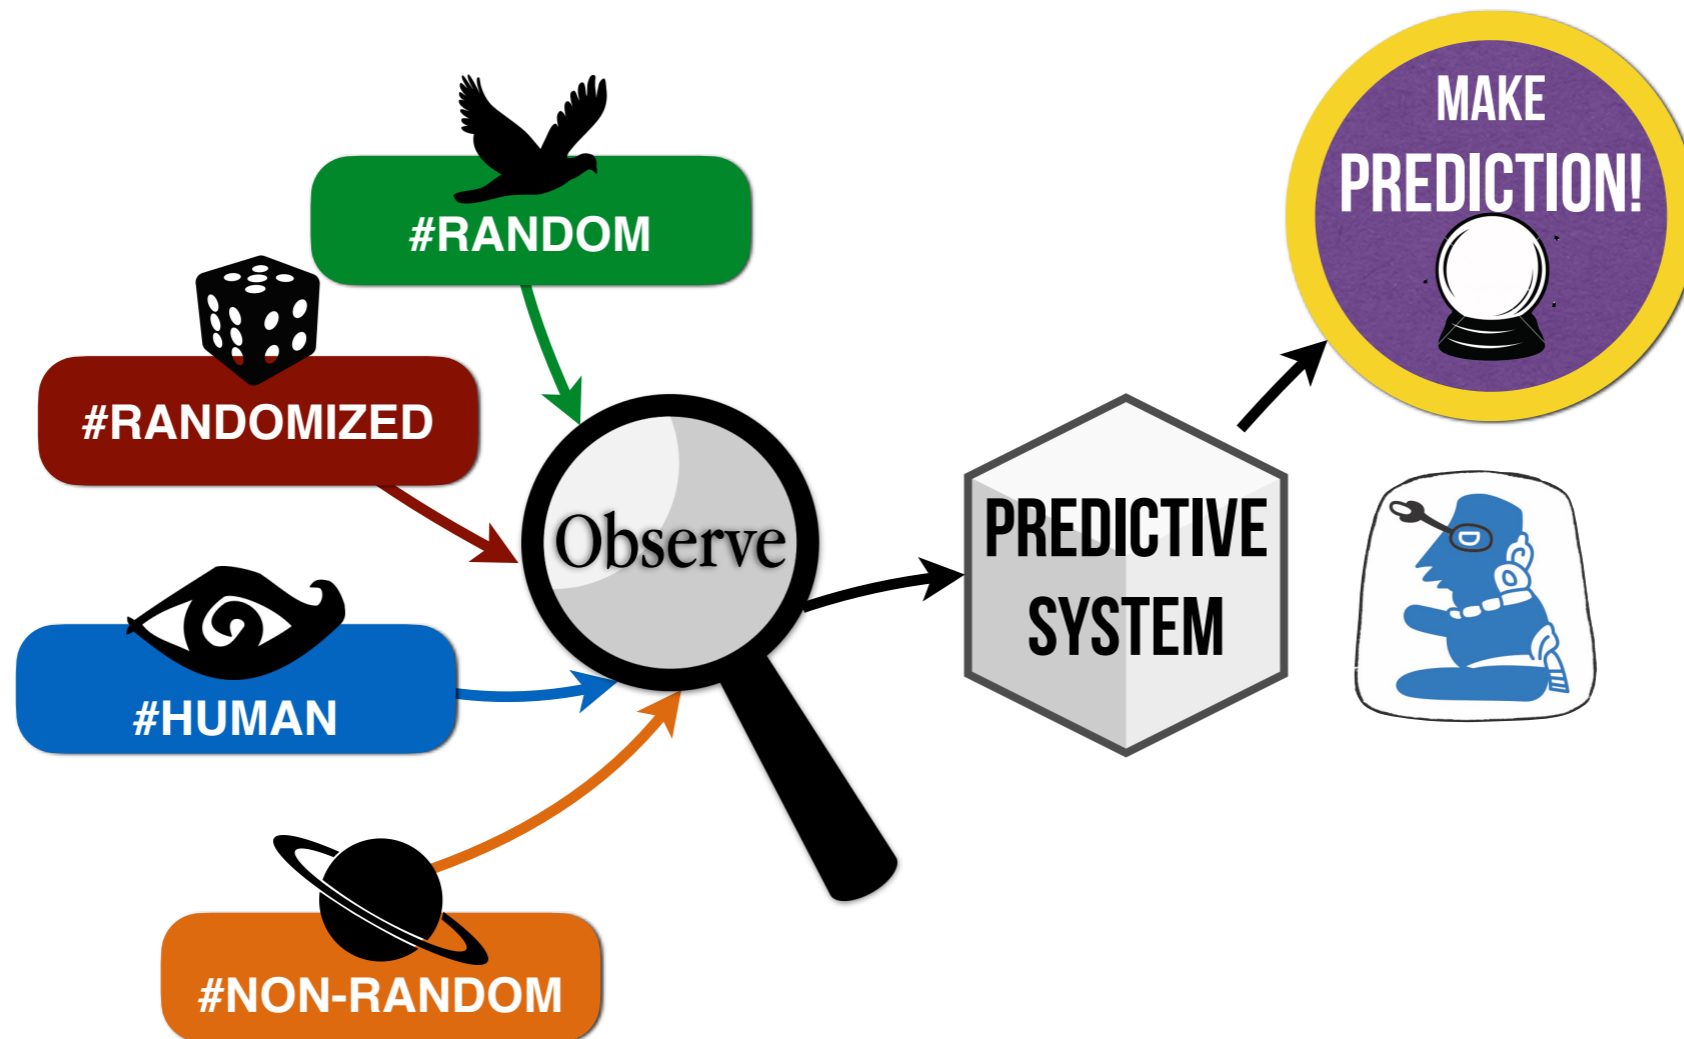 #RANDOM
#RANDOMIZED
#HUMAN
#NON-RANDOM
Observe
PREDICTIVE
SYSTEM
MAKE
PREDICTION!